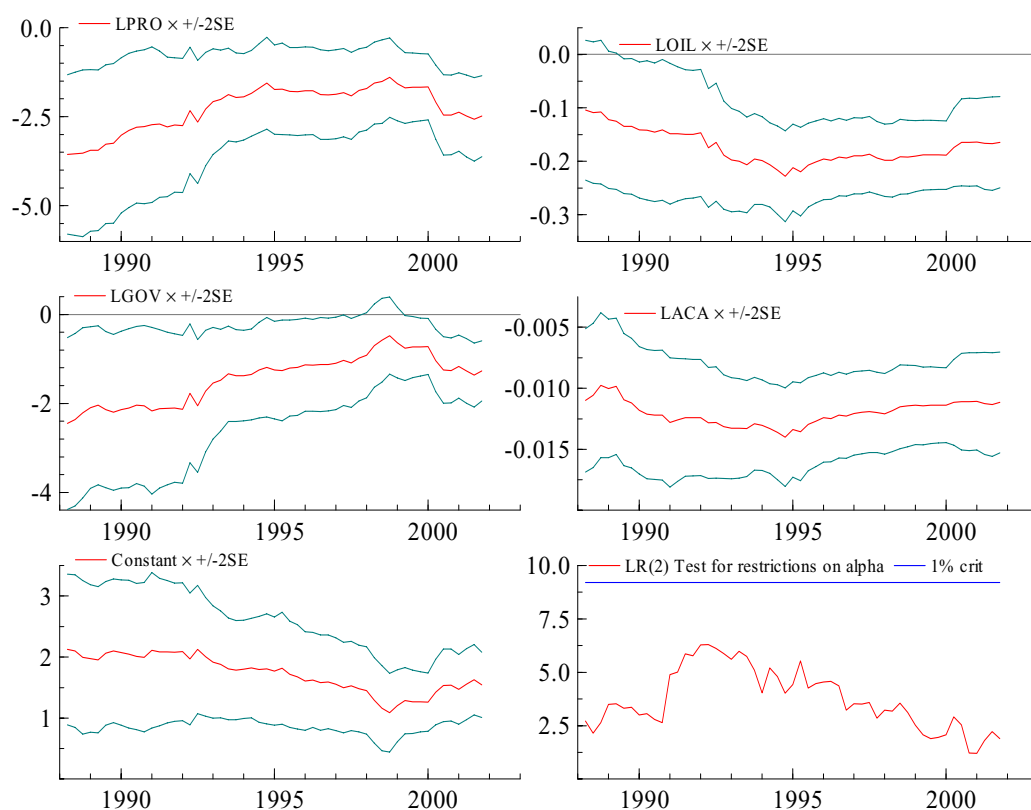 LPRO × +/-2SE
0.0
-2.5
-5.0
1990 1995 2000
LOIL × +/-2SE
0.0
-0.1
-0.2
-0.3
1990 1995 2000
LGOV × +/-2SE
0
-2
-4
1990 1995 2000
LACA × +/-2SE
-0.005
-0.010
-0.015
1990 1995 2000
Constant × +/-2SE
3
2
1
1990 1995 2000
LR(2) Test for restrictions on alpha 1% crit
10.0
7.5
5.0
2.5
1990 1995 2000